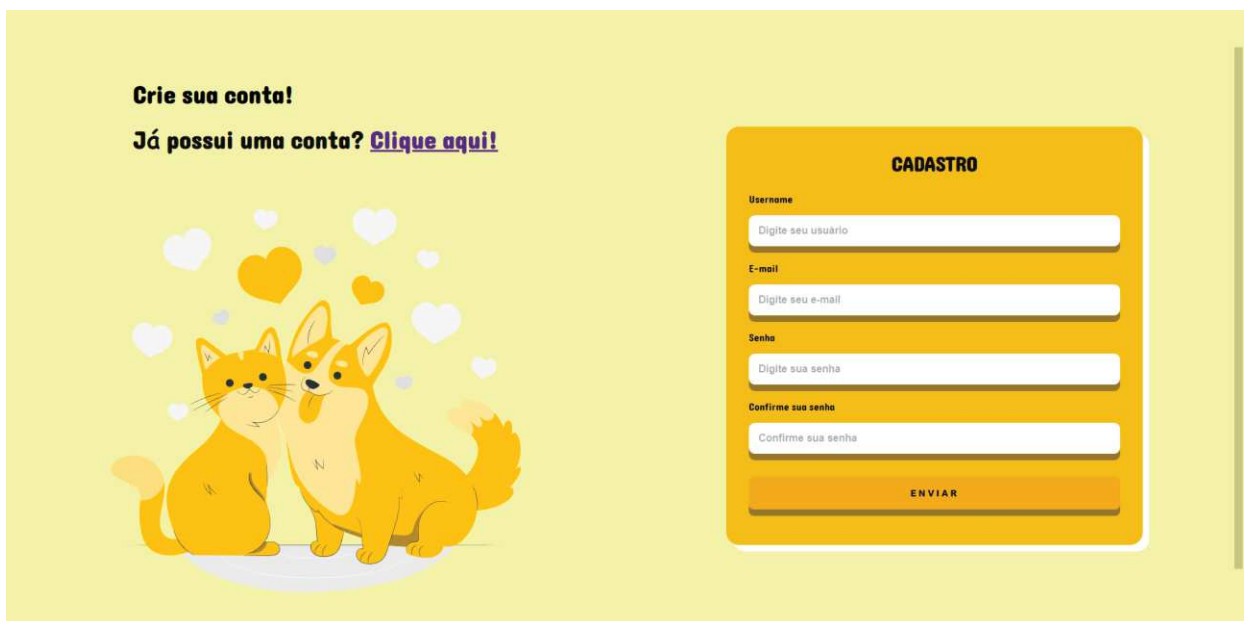 Crie sua conta!
Já possui uma conta? Clique aqui!
CADASTRO
Username
Digite seu usuário
E-mail
Digite seu e-mail
Senha
Digite sua senha
Confirme sua senha
Confirme sua senha
ENVIAR